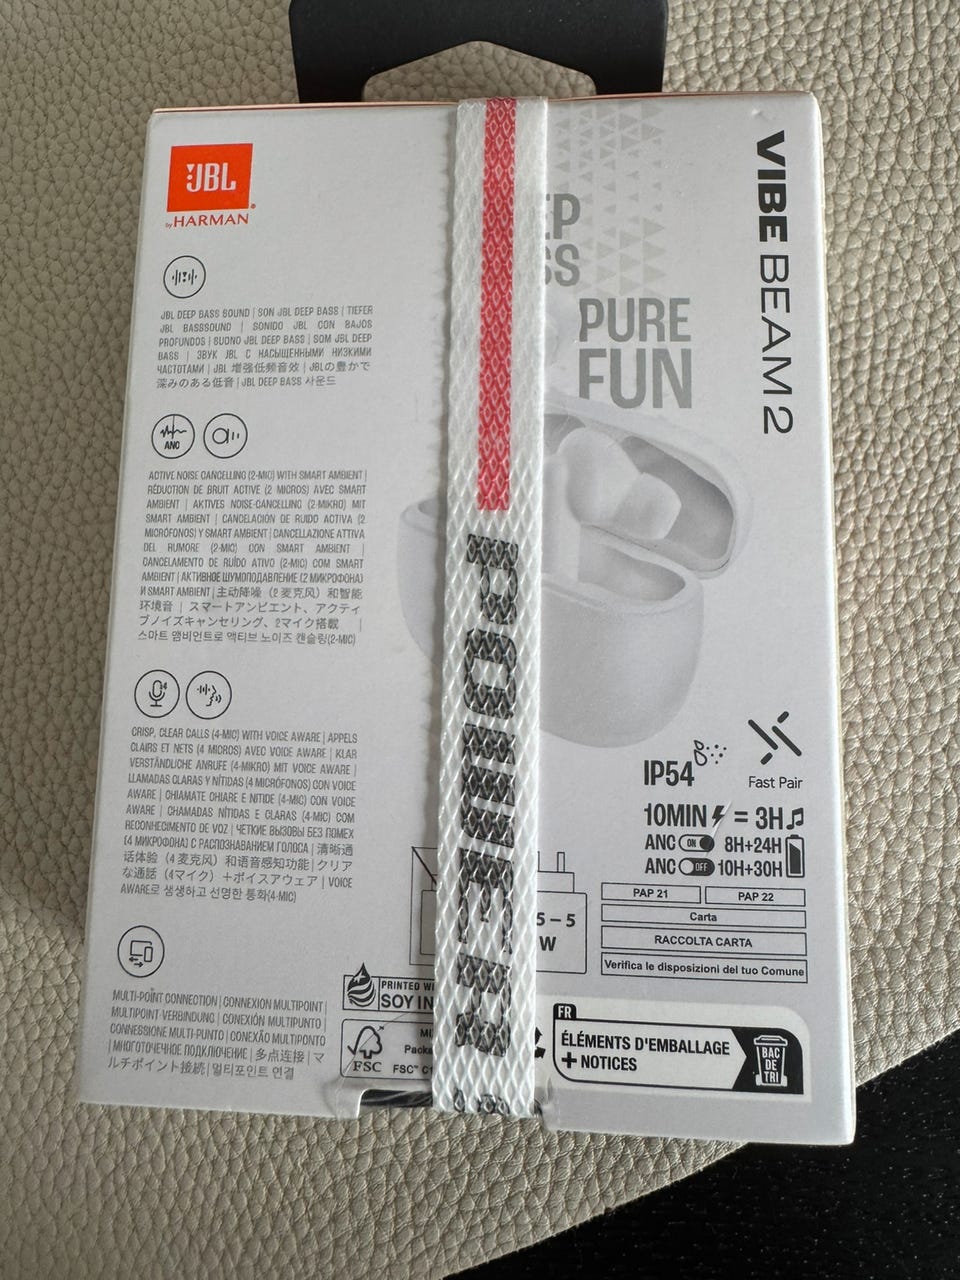 JBL
by HARMAN
JBL DEEP BASS SOUND | SON JBL DEEP BASS | TIEFER
JBL BASSSOUND | SONIDO JBL CON BAJOS
PROFUNDOS | SUONO JBL DEEP BASS | SOM JBL DEEP
BASS | ЗВУК JBL С НАСЫЩЕННЫМИ НИЗКИМИ
ЧАСТОТАМИ | JBL 增强低频音效 | JBLの豊かで
深みのある低音 | JBL DEEP BASS 사운드
ANC
ACTIVE NOISE CANCELLING (2-MIC) WITH SMART AMBIENT |
RÉDUCTION DE BRUIT ACTIVE (2 MICROS) AVEC SMART
AMBIENT | AKTIVES NOISE-CANCELLING (2-MIKRO) MIT
SMART AMBIENT | CANCELACIÓN DE RUIDO ACTIVA (2
MICRÓFONOS) Y SMART AMBIENT | CANCELLAZIONE ATTIVA
DEL RUMORE (2-MIC) CON SMART AMBIENT |
CANCELAMENTO DE RUÍDO ATIVO (2-MIC) COM SMART
AMBIENT | АКТИВНОЕ ШУМОПОДАВЛЕНИЕ (2 МИКРОФОНА)
И SMART AMBIENT | 主动降噪（2麦克风）和智能
环境音 | スマートアンビエント、アクティ
ブノイズキャンセリング、2マイク搭載 |
스마트 앰비언트로 액티브 노이즈 캔슬링(2-MIC)
CRISP, CLEAR CALLS (4-MIC) WITH VOICE AWARE | APPELS
CLAIRS ET NETS (4 MICROS) AVEC VOICE AWARE | KLAR
VERSTÄNDLICHE ANRUFE (4-MIKRO) MIT VOICE AWARE |
LLAMADAS CLARAS Y NÍTIDAS (4 MICRÓFONOS) CON VOICE
AWARE | CHIAMATE CHIARE E NITIDE (4-MIC) CON VOICE
AWARE | CHAMADAS NÍTIDAS E CLARAS (4-MIC) COM
RECONHECIMENTO DE VOZ | ЧЕТКИЕ ВЫЗОВЫ БЕЗ ПОМЕХ
(4 МИКРОФОНА) С РАСПОЗНАВАНИЕМ ГОЛОСА | 清晰通
话体验（4麦克风）和语音感知功能 | クリア
な通話（4マイク）+ボイスアウェア | VOICE
AWARE로 생생하고 선명한 통화(4-MIC)
MULTI-POINT CONNECTION | CONNEXION MULTIPOINT |
MULTIPOINT-VERBINDUNG | CONEXIÓN MULTIPUNTO |
CONNESSIONE MULTI-PUNTO | CONEXÃO MULTIPONTO
| МНОГОТОЧЕЧНОЕ ПОДКЛЮЧЕНИЕ | 多点连接 | マ
ルチポイント接続 | 멀티포인트 연결
EP
SS
PURE
FUN
VIBE BEAM 2
POINEER
IP54
Fast Pair
10MIN = 3H
ANC ON 8H+24H
ANC OFF 10H+30H
5 – 5
W
PAP 21
PAP 22
Carta
RACCOLTA CARTA
Verifica le disposizioni del tuo Comune
PRINTED WI
SOY IN
FSC
MI
Packa
FSC™ C1
FR
ÉLÉMENTS D'EMBALLAGE
+ NOTICES
BAC
DE
TRI